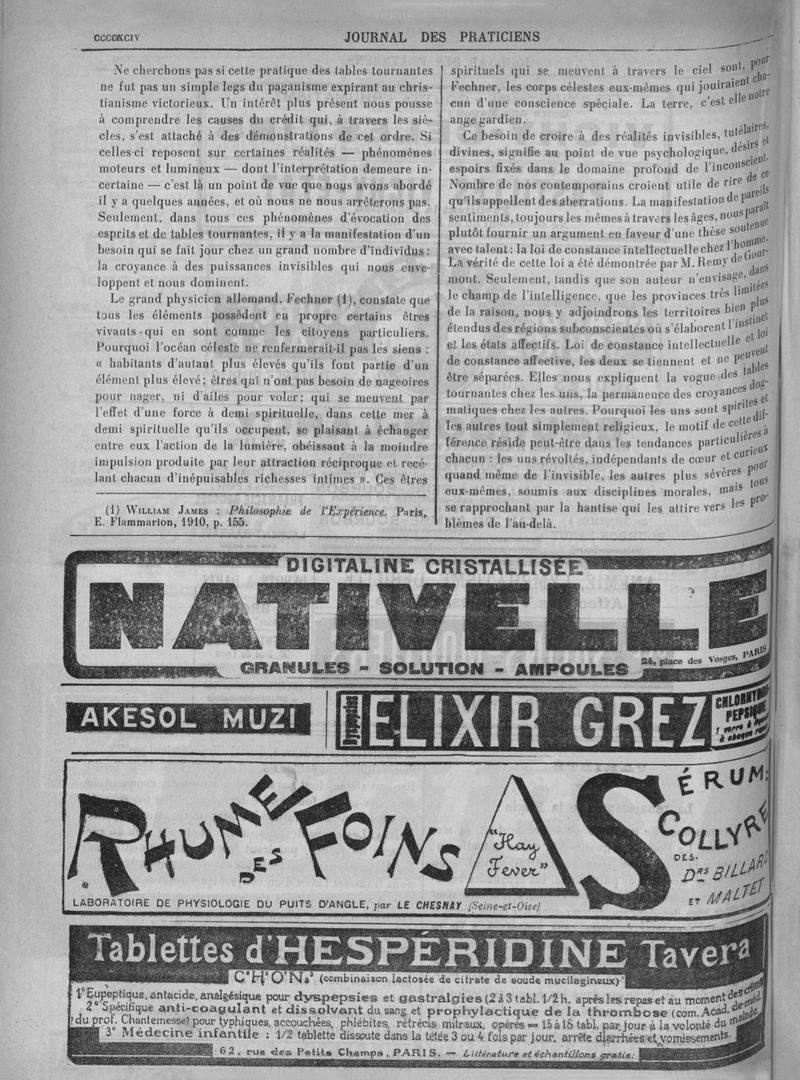 CCCCXCIV
JOURNAL DES PRATICIENS
Ne cherchons pas si cette pratique des tables tournantes
ne fut pas un simple legs du paganisme expirant au chris-
tianisme victorieux. Un intérêt plus présent nous pousse
à comprendre les causes du crédit qui, à travers les siè-
cles, s'est attaché à des démonstrations de cet ordre. Si
celles-ci reposent sur certaines réalités — phénomènes
moteurs et lumineux — dont l'interprétation demeure in-
certaine — c'est là un point de vue que nous avons abordé
il y a quelques années, et où nous ne nous arrêterons pas.
Seulement, dans tous ces phénomènes d'évocation des
esprits et de tables tournantes, il y a la manifestation d'un
besoin qui se fait jour chez un grand nombre d'individus :
la croyance à des puissances invisibles qui nous enve-
loppent et nous dominent.
Le grand physicien allemand, Fechner (1), constate que
tous les éléments possèdent en propre certains êtres
vivants qui en sont comme les citoyens particuliers.
Pourquoi l'océan céleste ne renfermerait-il pas les siens :
« habitants d'autant plus élevés qu'ils font partie d'un
élément plus élevé; êtres qui n'ont pas besoin de nageoires
pour nager, ni d'ailes pour voler; qui se meuvent par
l'effet d'une force à demi spirituelle, dans cette mer à
demi spirituelle qu'ils occupent, se plaisant à échanger
entre eux l'action de la lumière, obéissant à la moindre
impulsion produite par leur attraction réciproque et recé-
lant chacun d'inépuisables richesses intimes ». Ces êtres
(1) WILLIAM JAMES : Philosophie de l'Expérience. Paris,
E. Flammarion, 1910, p. 155.
spirituels qui se meuvent à travers le ciel sont, pour
Fechner, les corps célestes eux-mêmes qui jouiraient cha-
cun d'une conscience spéciale. La terre, c'est elle notre
ange gardien.
Ce besoin de croire à des réalités invisibles, tutélaires,
divines, signifie au point de vue psychologique, désirs et
espoirs fixés dans le domaine profond de l'inconscient.
Nombre de nos contemporains croient utile de rire de ce
qu'ils appellent des aberrations. La manifestation de pareils
sentiments, toujours les mêmes à travers les âges, nous paraît
plutôt fournir un argument en faveur d'une thèse soutenue
avec talent : la loi de constance intellectuelle chez l'homme.
La vérité de cette loi a été démontrée par M. Remy de Gour-
mont. Seulement, tandis que son auteur n'envisage, dans
le champ de l'intelligence, que les provinces très limitées
de la raison, nous y adjoindrons les territoires bien plus
étendus des régions subconscientes où s'élaborent l'instinct
et les états affectifs. Loi de constance intellectuelle et loi
de constance affective, les deux se tiennent et ne peuvent
être séparées. Elles nous expliquent la vogue des tables
tournantes chez les uns, la permanence des croyances dog-
matiques chez les autres. Pourquoi les uns sont spirites et
les autres tout simplement religieux, le motif de cette dif-
férence réside peut-être dans les tendances particulières à
chacun : les uns révoltés, indépendants de cœur et curieux
quand même de l'invisible, les autres plus sévères pour
eux-mêmes, soumis aux disciplines morales, mais tous
se rapprochant par la hantise qui les attire vers les pro-
blèmes de l'au-delà.
DIGITALINE CRISTALLISÉE
NATIVELLE
GRANULES - SOLUTION - AMPOULES
24, place des Vosges, PARIS
AKESOL MUZI
Dyspepsies
ELIXIR GREZ
CHLORHYDRO
PEPSIQUE
1 verre à liqueur
à chaque repas
RHUME DES FOINS
"Hay
Fever"
SÉRUM:
COLLYRE
DES
DRS BILLARD
ET MALTET
LABORATOIRE DE PHYSIOLOGIE DU PUITS D'ANGLE, par LE CHESNAY (Seine-et-Oise)
Tablettes d'HESPÉRIDINE Tavera
(combinaison lactosée de citrate de soude mucilagineux)
1° Eupeptique, antacide, analgésique pour dyspepsies et gastralgies (2 à 3 tabl. 1/2 h. après les repas et au moment des crises
2° Spécifique anti-coagulant et dissolvant du sang et prophylactique de la thrombose (com. Acad. de méd.
du prof. Chantemesse) pour typhiques, accouchées, phlébites, rétrécis mitraux, opérés = 15 à 18 tabl. par jour à la volonté du malade.
3° Médecine infantile : 1/2 tablette dissoute dans la tétée 3 ou 4 fois par jour, arrête diarrhées et vomissements.
62, rue des Petits Champs, PARIS. — Littérature et échantillons gratis.